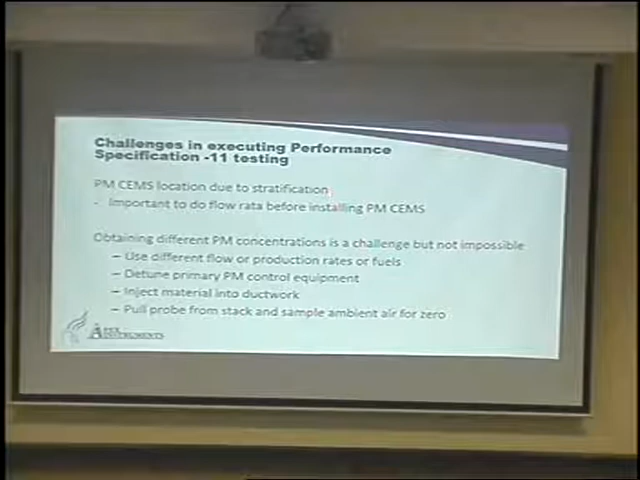 Challenges in executing Performance
Specification -11 testing
PM CEMS location due to stratification
- Important to do flow rata before installing PM CEMS
Obtaining different PM concentrations is a challenge but not impossible
– Use different flow or production rates or fuels
– Detune primary PM control equipment
– Inject material into ductwork
– Pull probe from stack and sample ambient air for zero
APEX
INSTRUMENTS